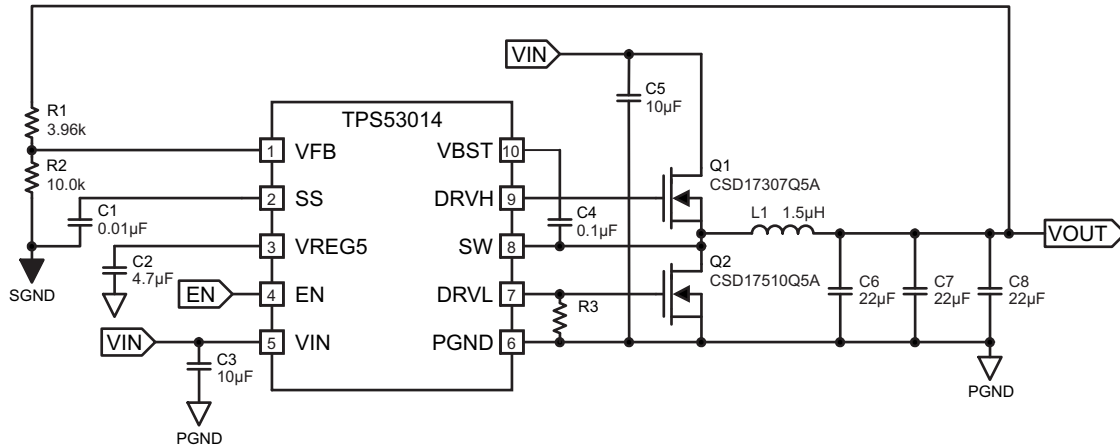 VIN
C5
10µF
R1
3.96k
TPS53014
1
VFB
VBST
10
R2
10.0k
Q1
CSD17307Q5A
2
SS
DRVH
9
C1
0.01µF
C4
0.1µF
L1 1.5µH
3
VREG5
SW
8
VOUT
C2
4.7µF
SGND
Q2
CSD17510Q5A
C6
22µF
C7
22µF
C8
22µF
EN
4
EN
DRVL
7
R3
VIN
5
VIN
PGND
6
C3
10µF
PGND
PGND